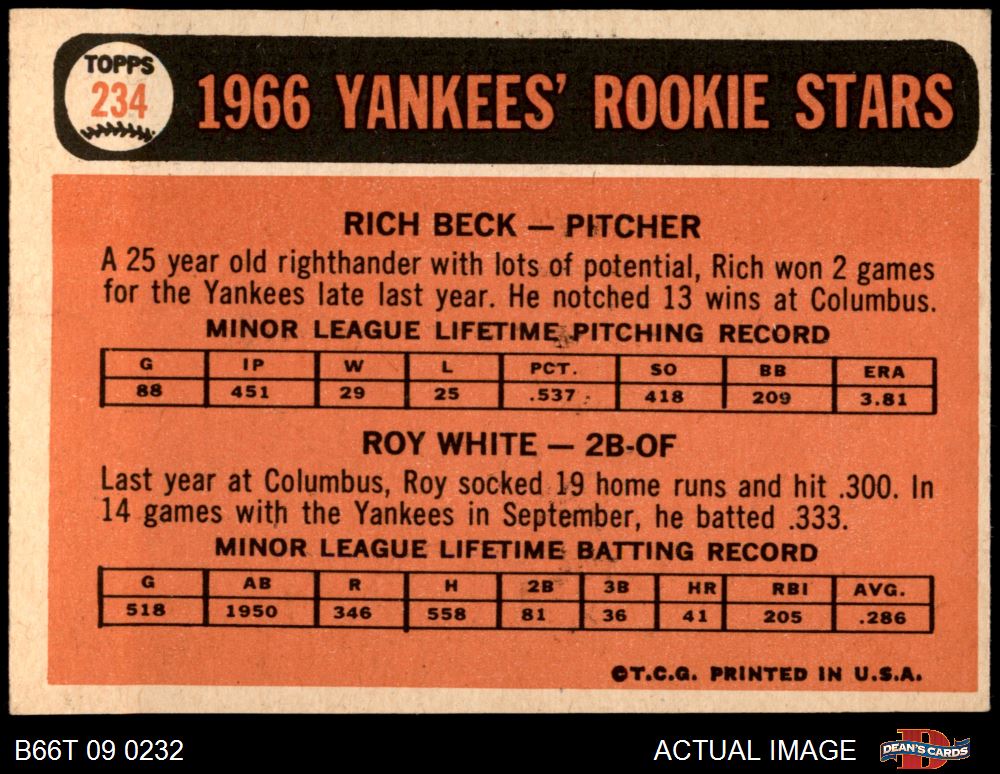 TOPPS
234
1966 YANKEES' ROOKIE STARS
RICH BECK — PITCHER
A 25 year old righthander with lots of potential, Rich won 2 games
for the Yankees late last year. He notched 13 wins at Columbus.
MINOR LEAGUE LIFETIME PITCHING RECORD
G IP W L PCT. SO BB ERA
88 451 29 25 .537 418 209 3.81
ROY WHITE — 2B-OF
Last year at Columbus, Roy socked 19 home runs and hit .300. In
14 games with the Yankees in September, he batted .333.
MINOR LEAGUE LIFETIME BATTING RECORD
G AB R H 2B 3B HR RBI AVG.
518 1950 346 558 81 36 41 205 .286
©T.C.G. PRINTED IN U.S.A.
B66T 09 0232 ACTUAL IMAGE DEAN'S CARDS